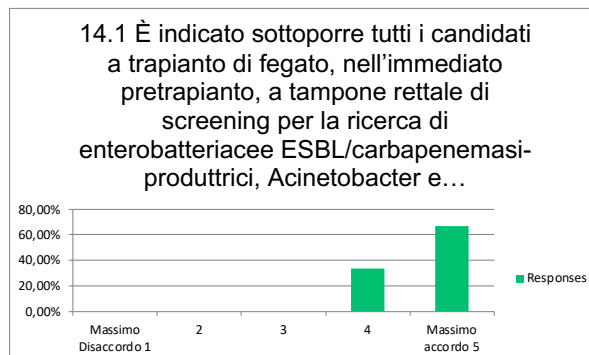 14.1 È indicato sottoporre tutti i candidati
a trapianto di fegato, nell'immediato
pretrapianto, a tampone rettale di
screening per la ricerca di
enterobatteriacee ESBL/carbapenemasi-
produttrici, Acinetobacter e…
80,00%
60,00%
40,00%
20,00%
0,00%
Massimo
Disaccordo 1
2
3
4
Massimo
accordo 5
Responses